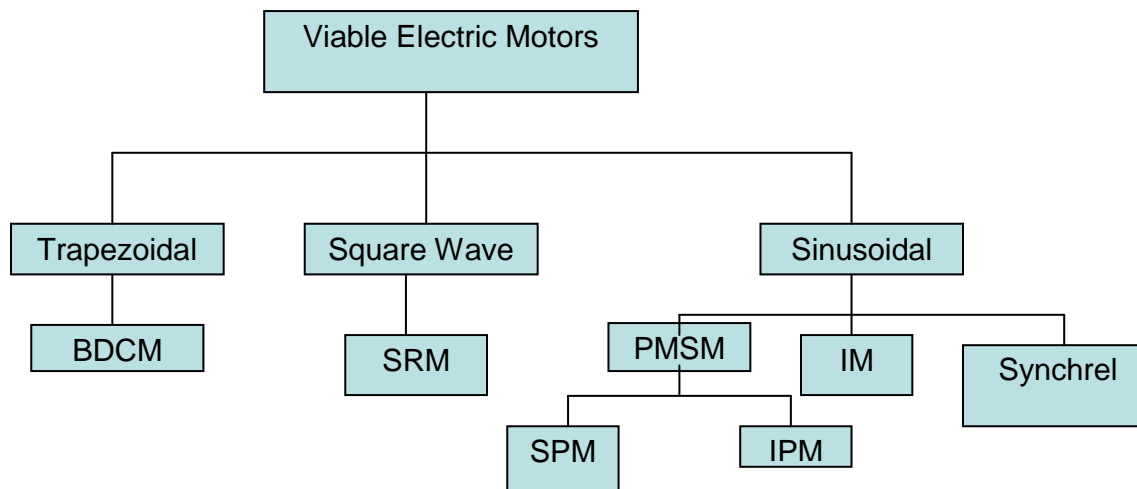 Viable Electric Motors
Trapezoidal
Square Wave
Sinusoidal
BDCM
SRM
PMSM
IM
Synchrel
SPM
IPM